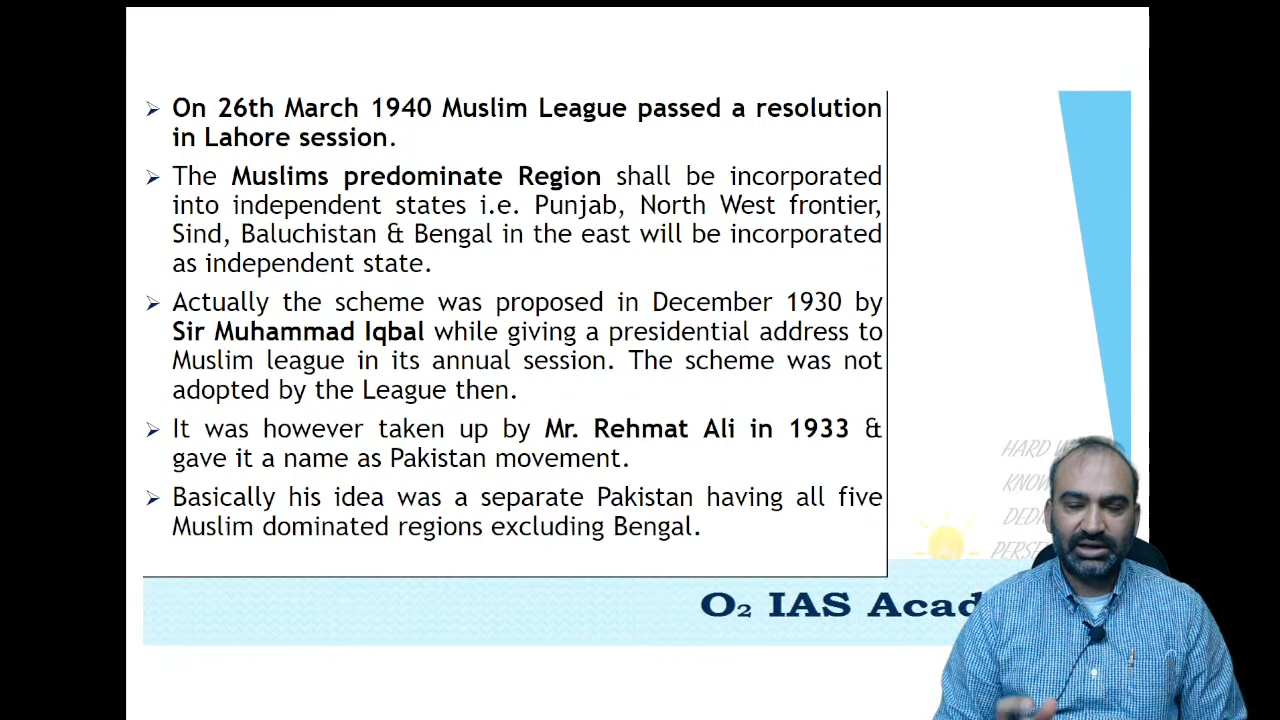 ➢ On 26th March 1940 Muslim League passed a resolution
in Lahore session.
➢ The Muslims predominate Region shall be incorporated
into independent states i.e. Punjab, North West frontier,
Sind, Baluchistan & Bengal in the east will be incorporated
as independent state.
➢ Actually the scheme was proposed in December 1930 by
Sir Muhammad Iqbal while giving a presidential address to
Muslim league in its annual session. The scheme was not
adopted by the League then.
➢ It was however taken up by Mr. Rehmat Ali in 1933 &
gave it a name as Pakistan movement.
➢ Basically his idea was a separate Pakistan having all five
Muslim dominated regions excluding Bengal.
HARD
O₂ IAS